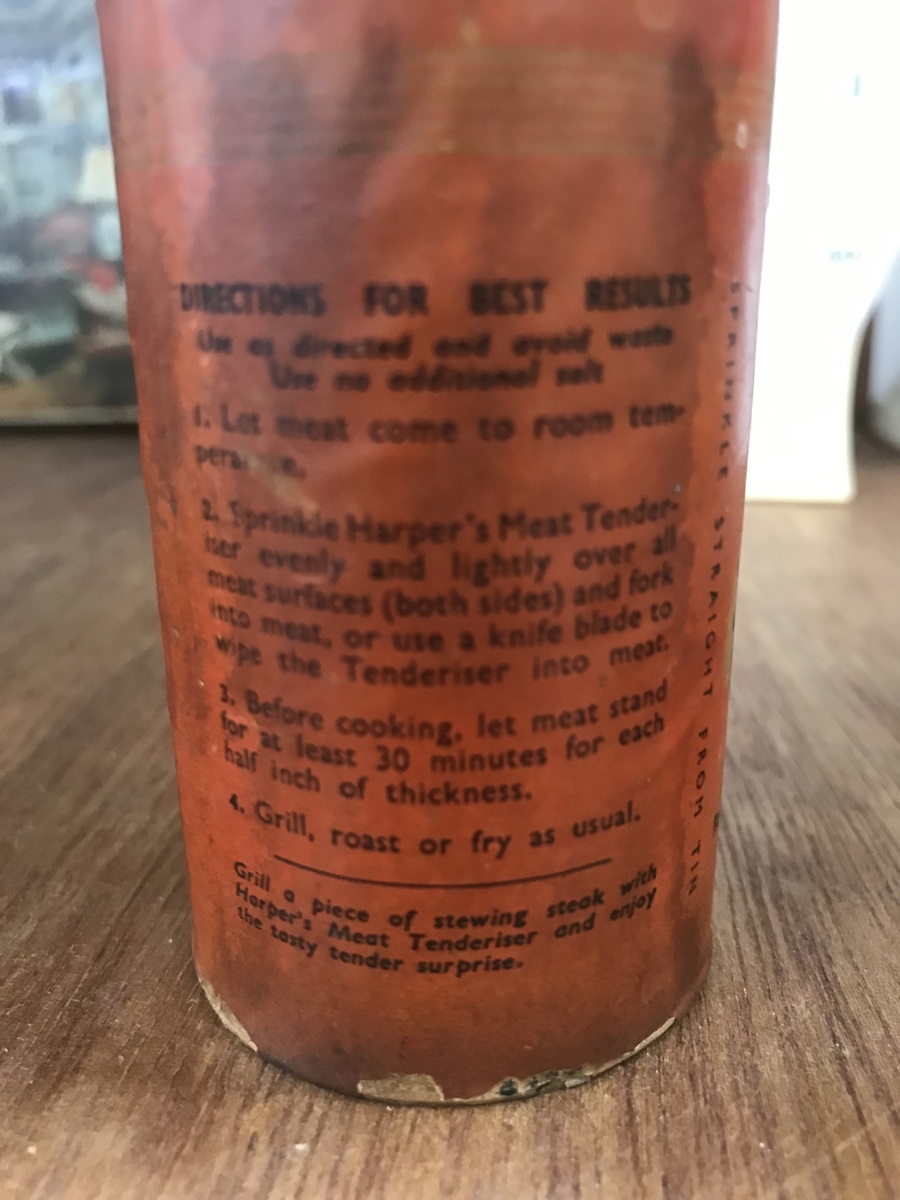 DIRECTIONS FOR BEST RESULTS
Use as directed and avoid waste
Use no additional salt
1. Let meat come to room tem-
2. Sprinkle Harper's Meat Tender-
iser evenly and lightly over all
meat surfaces (both sides) and fork
into meat, or use a knife blade to
wipe the Tenderiser into meat.
3. Before cooking, let meat stand
for at least 30 minutes for each
half inch of thickness.
4. Grill, roast or fry as usual.
Grill a piece of stewing steak with
Harper's Meat Tenderiser and enjoy
the tasty tender surprise.
SPRINKLE STRAIGHT FROM TIN